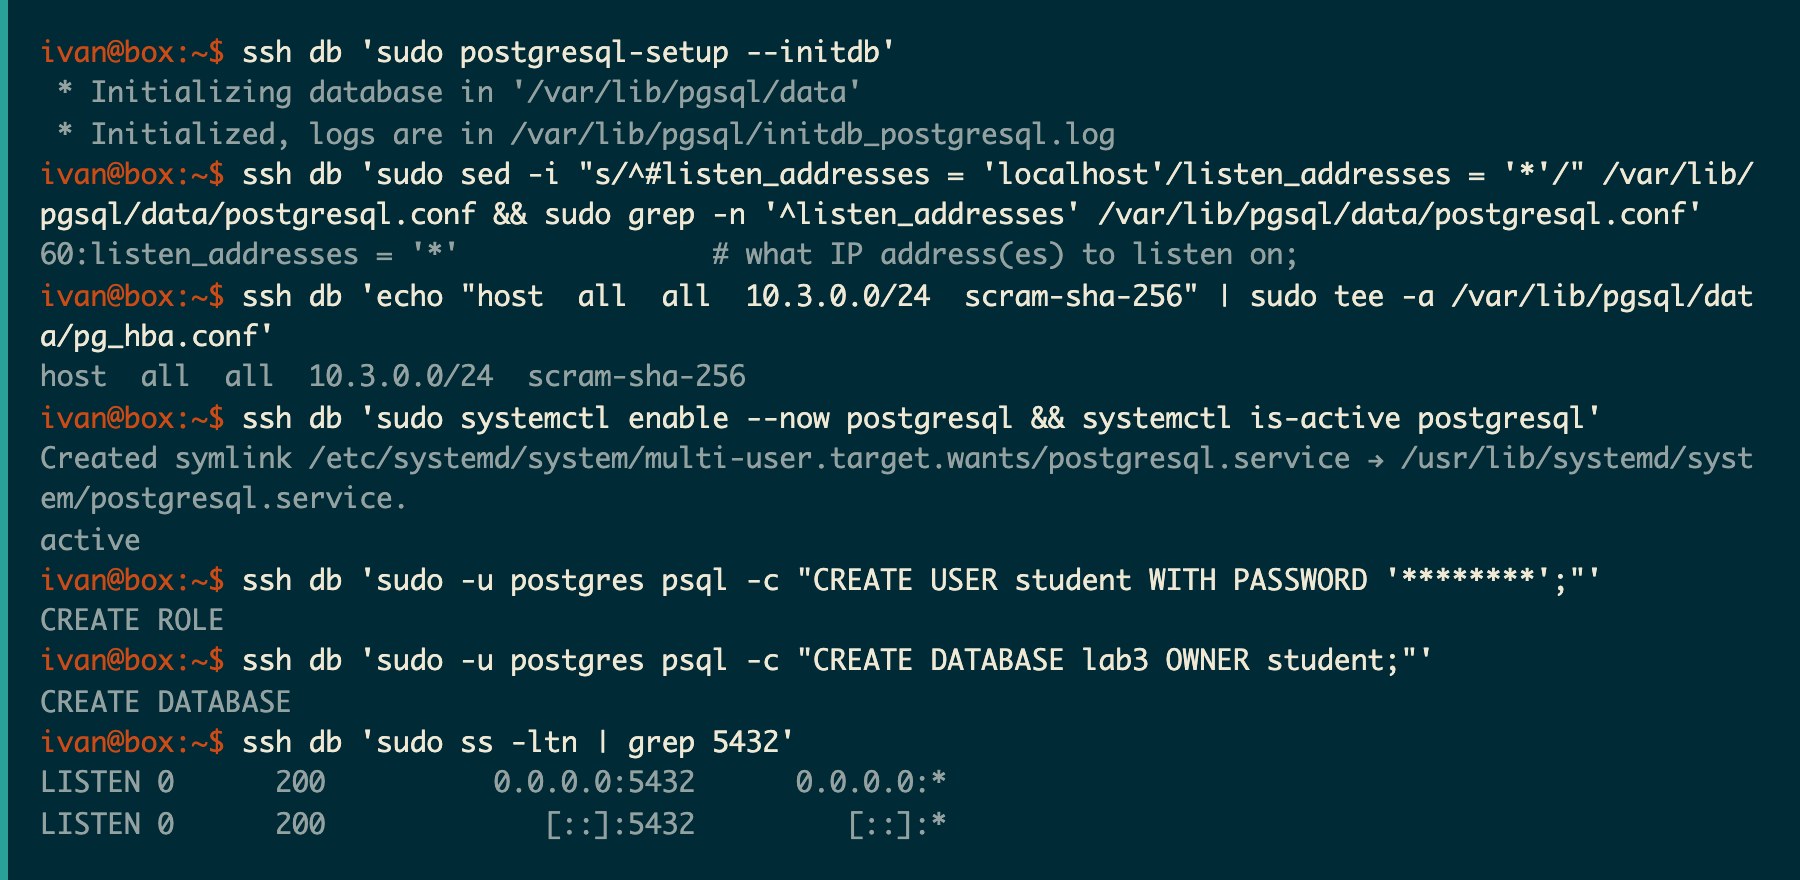 ivan@box:~$ ssh db 'sudo postgresql-setup --initdb'
 * Initializing database in '/var/lib/pgsql/data'
 * Initialized, logs are in /var/lib/pgsql/initdb_postgresql.log
ivan@box:~$ ssh db 'sudo sed -i "s/^#listen_addresses = 'localhost'/listen_addresses = '*'/" /var/lib/
pgsql/data/postgresql.conf && sudo grep -n '^listen_addresses' /var/lib/pgsql/data/postgresql.conf'
60:listen_addresses = '*'               # what IP address(es) to listen on;
ivan@box:~$ ssh db 'echo "host  all  all  10.3.0.0/24  scram-sha-256" | sudo tee -a /var/lib/pgsql/dat
a/pg_hba.conf'
host  all  all  10.3.0.0/24  scram-sha-256
ivan@box:~$ ssh db 'sudo systemctl enable --now postgresql && systemctl is-active postgresql'
Created symlink /etc/systemd/system/multi-user.target.wants/postgresql.service → /usr/lib/systemd/syst
em/postgresql.service.
active
ivan@box:~$ ssh db 'sudo -u postgres psql -c "CREATE USER student WITH PASSWORD '********';"'
CREATE ROLE
ivan@box:~$ ssh db 'sudo -u postgres psql -c "CREATE DATABASE lab3 OWNER student;"'
CREATE DATABASE
ivan@box:~$ ssh db 'sudo ss -ltn | grep 5432'
LISTEN 0      200          0.0.0.0:5432      0.0.0.0:*
LISTEN 0      200             [::]:5432         [::]:*